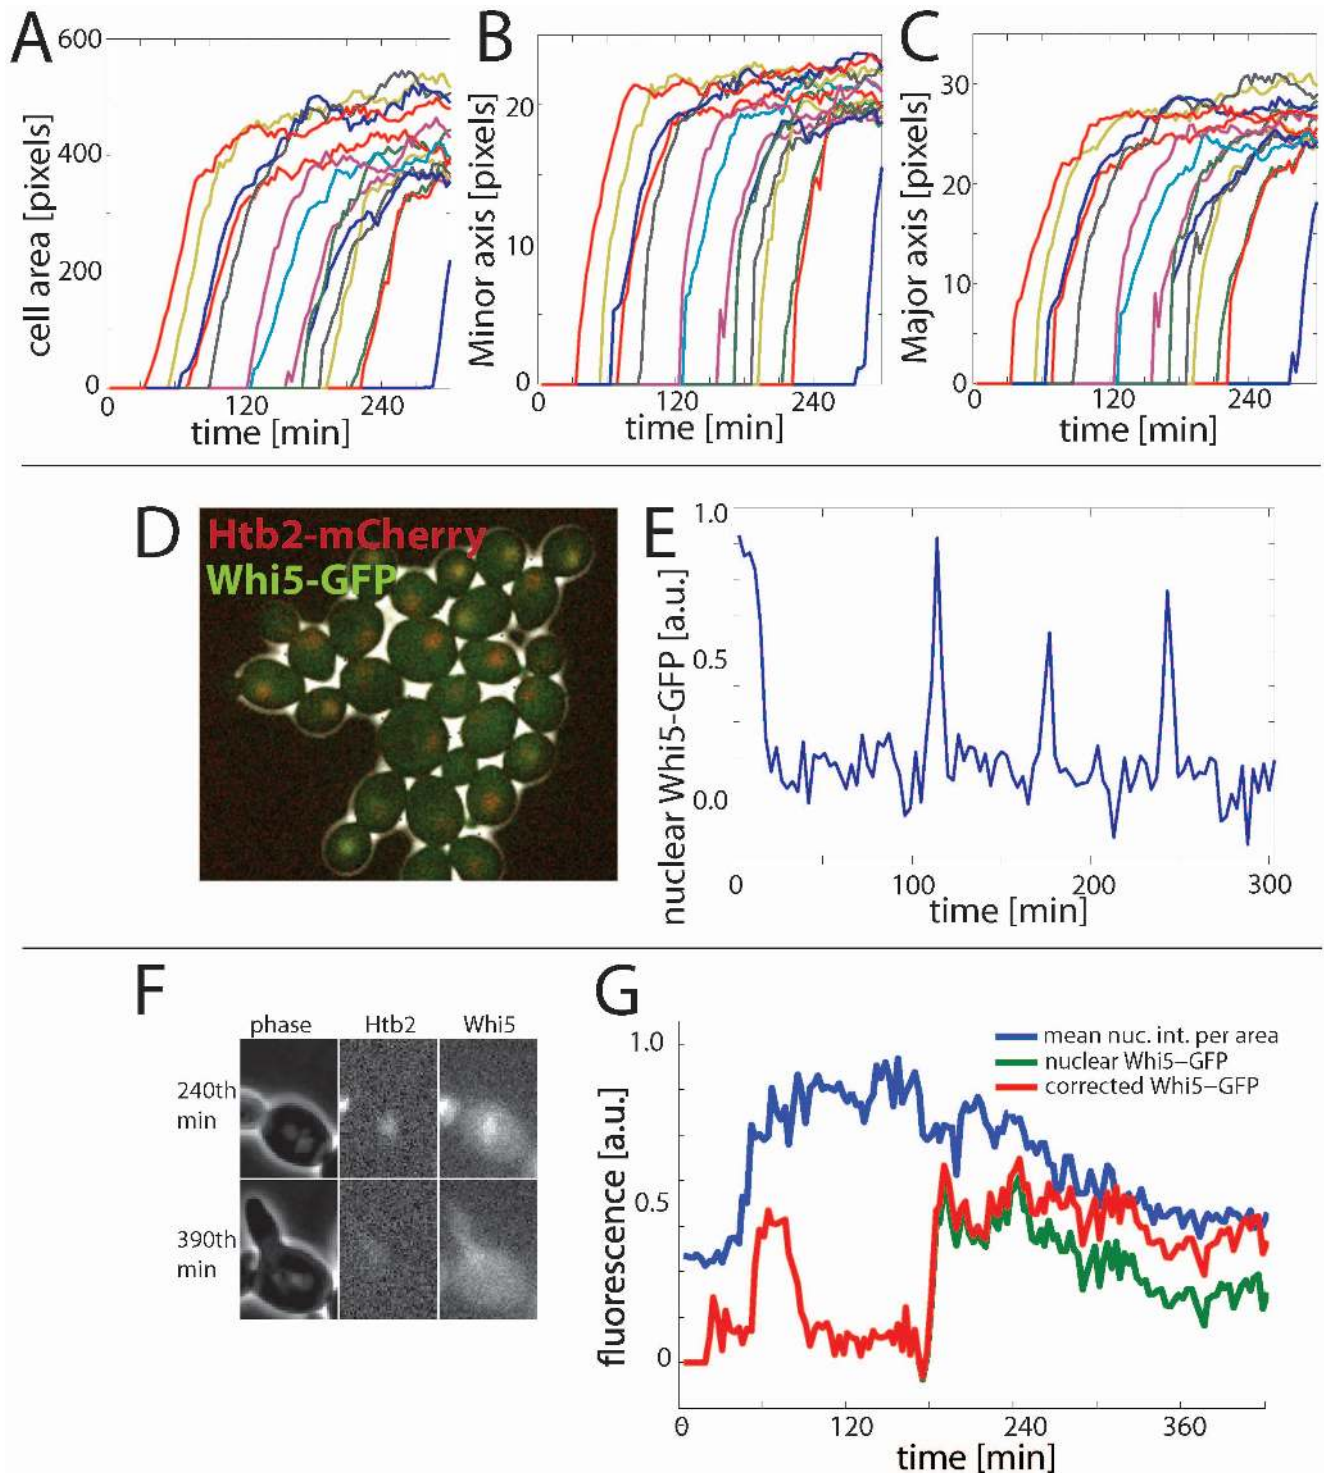 A
600
400
200
0
cell area [pixels]
0 120 240
time [min]
B
20
10
0
Minor axis [pixels]
0 120 240
time [min]
C
30
20
10
0
Major axis [pixels]
0 120 240
time [min]
D
Htb2-mCherry
Whi5-GFP
E
1.0
0.5
0.0
nuclear Whi5-GFP [a.u.]
0 100 200 300
time [min]
F
phase Htb2 Whi5
240th
min
390th
min
G
1.0
0.5
0
fluorescence [a.u.]
mean nuc. int. per area
nuclear Whi5–GFP
corrected Whi5–GFP
0 120 240 360
time [min]